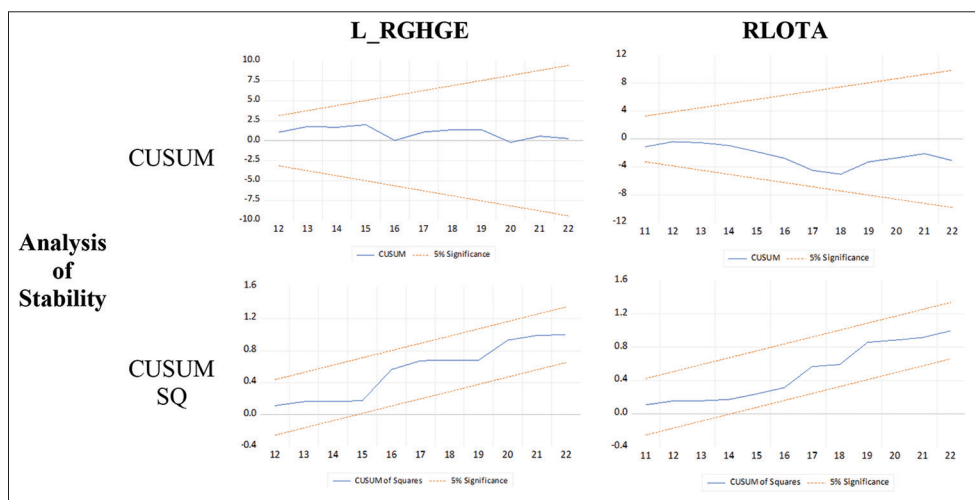 L_RGHGE
RLOTA
Analysis
of
Stability
CUSUM
10.0
7.5
5.0
2.5
0.0
-2.5
-5.0
-7.5
-10.0
12 13 14 15 16 17 18 19 20 21 22
CUSUM 5% Significance
12
8
4
0
-4
-8
-12
11 12 13 14 15 16 17 18 19 20 21 22
CUSUM 5% Significance
CUSUM
SQ
1.6
1.2
0.8
0.4
0.0
-0.4
12 13 14 15 16 17 18 19 20 21 22
CUSUM of Squares 5% Significance
1.6
1.2
0.8
0.4
0.0
-0.4
11 12 13 14 15 16 17 18 19 20 21 22
CUSUM of Squares 5% Significance